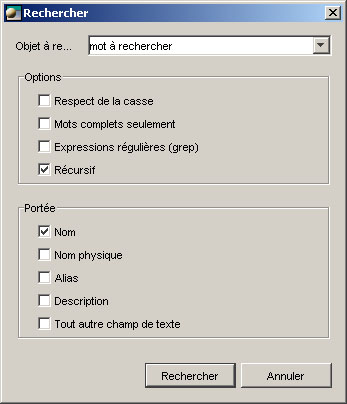 Rechercher
Objet à re... mot à rechercher
Options
Respect de la casse
Mots complets seulement
Expressions régulières (grep)
Récursif
Portée
Nom
Nom physique
Alias
Description
Tout autre champ de texte
Rechercher Annuler